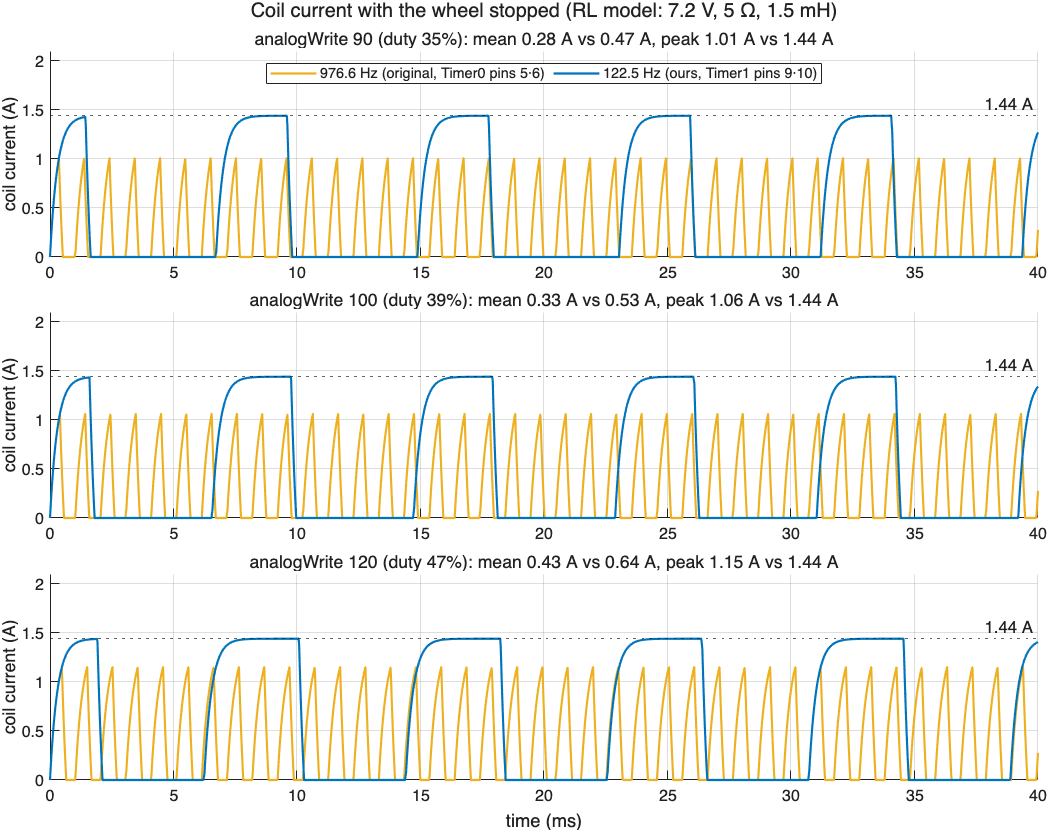 Coil current with the wheel stopped (RL model: 7.2 V, 5 Ω, 1.5 mH)
analogWrite 90 (duty 35%): mean 0.28 A vs 0.47 A, peak 1.01 A vs 1.44 A
976.6 Hz (original, Timer0 pins 5·6) 122.5 Hz (ours, Timer1 pins 9·10)
coil current (A)
2
1.5
1
0.5
0
1.44 A
0 5 10 15 20 25 30 35 40
analogWrite 100 (duty 39%): mean 0.33 A vs 0.53 A, peak 1.06 A vs 1.44 A
coil current (A)
2
1.5
1
0.5
0
1.44 A
0 5 10 15 20 25 30 35 40
analogWrite 120 (duty 47%): mean 0.43 A vs 0.64 A, peak 1.15 A vs 1.44 A
coil current (A)
2
1.5
1
0.5
0
1.44 A
0 5 10 15 20 25 30 35 40
time (ms)